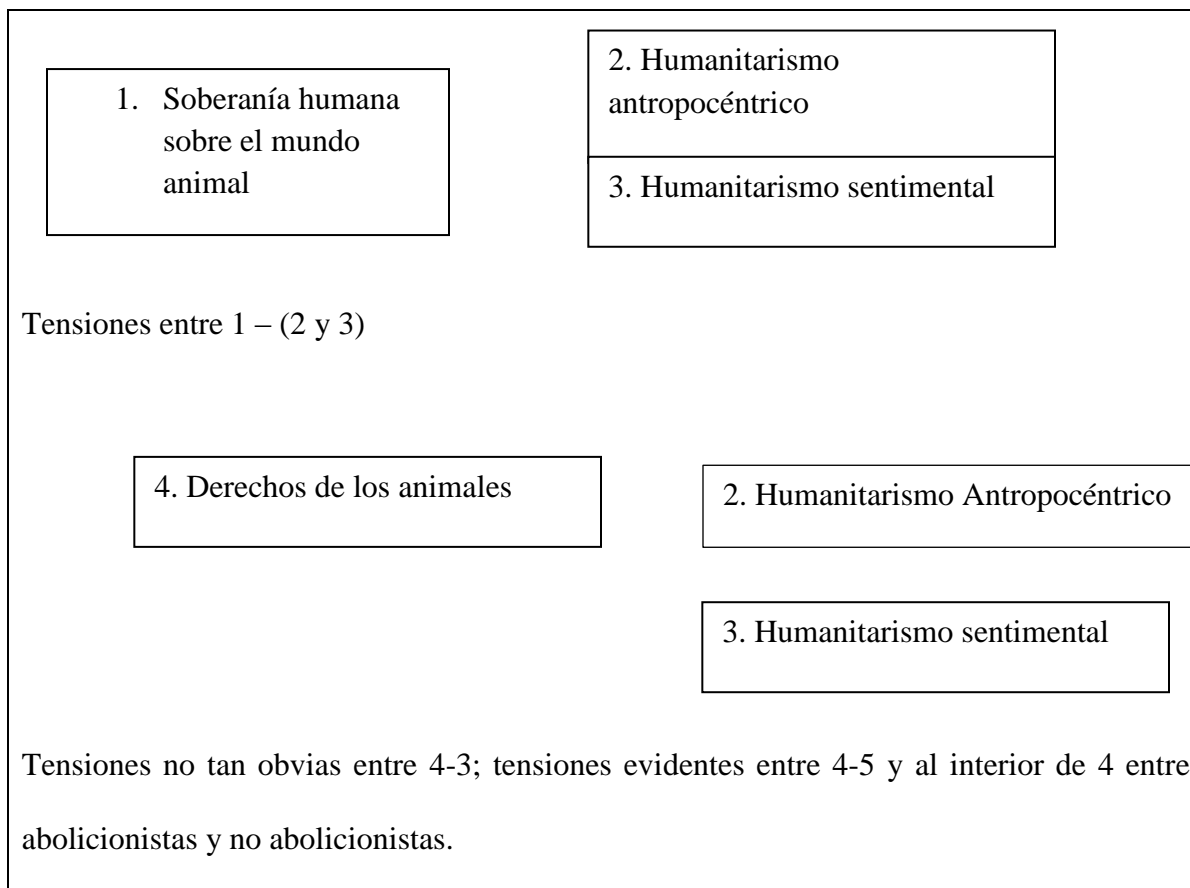 1. Soberanía humana
sobre el mundo
animal
2. Humanitarismo
antropocéntrico
3. Humanitarismo sentimental
Tensiones entre 1 – (2 y 3)
4. Derechos de los animales
2. Humanitarismo Antropocéntrico
3. Humanitarismo sentimental
Tensiones no tan obvias entre 4-3; tensiones evidentes entre 4-5 y al interior de 4 entre
abolicionistas y no abolicionistas.